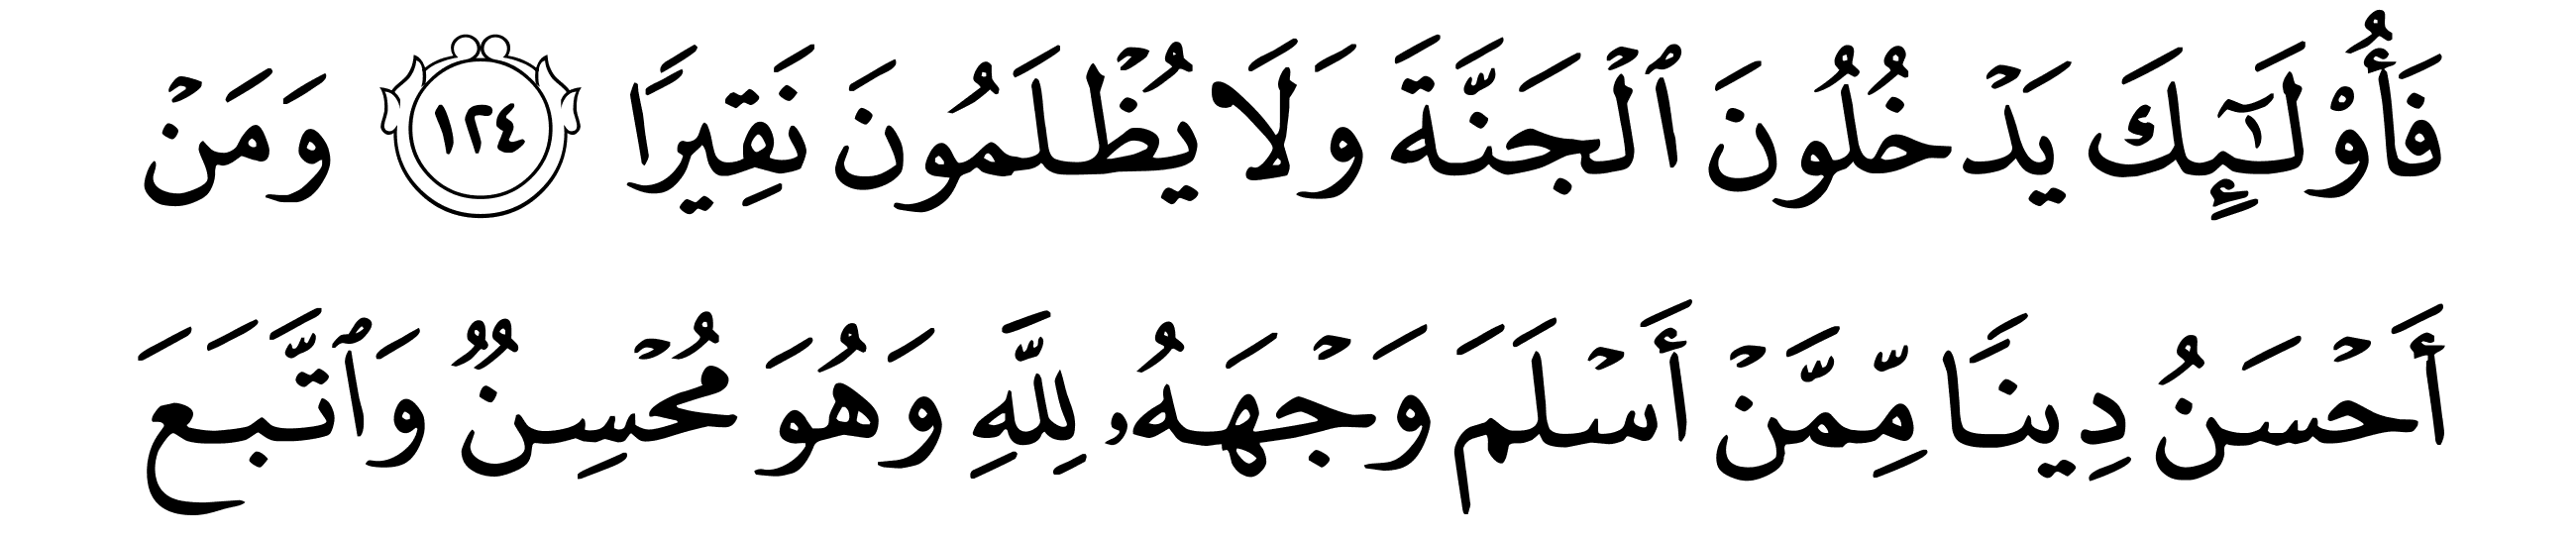 فَأُوْلَـٰٓئِكَ يَدۡخُلُونَ ٱلۡجَنَّةَ وَلَا يُظۡلَمُونَ نَقِيرًا ١٢٤ وَمَنۡ
أَحۡسَنُ دِينًا مِّمَّنۡ أَسۡلَمَ وَجۡهَهُۥ لِلَّهِ وَهُوَ مُحۡسِنٌ وَٱتَّبَعَ